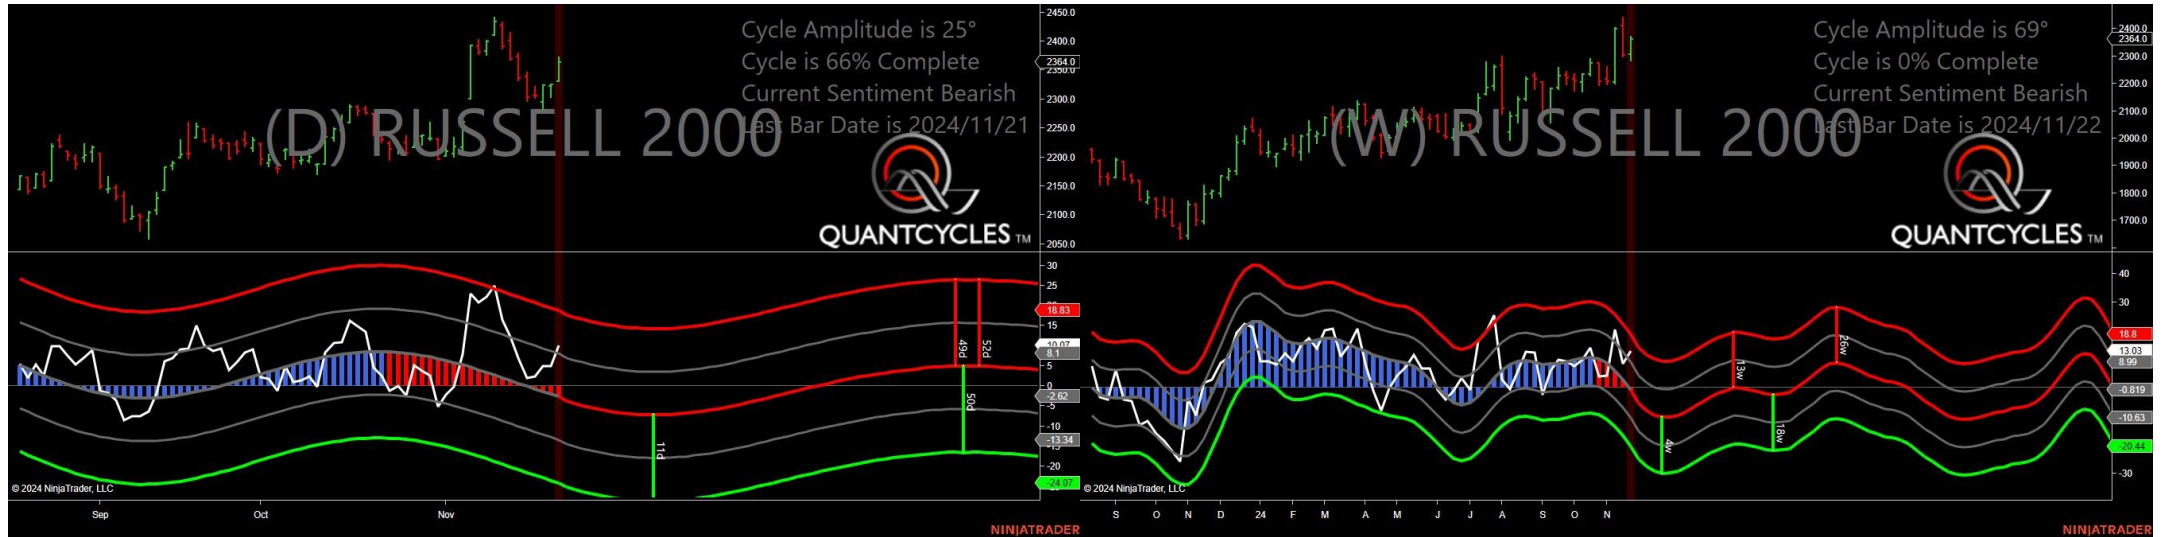 Cycle Amplitude is 25°
Cycle is 66% Complete
Current Sentiment Bearish
Last Bar Date is 2024/11/21
(D) RUSSELL 2000
QUANTCYCLES TM
2450.0
2400.0
2364.0
2350.0
2300.0
2250.0
2200.0
2150.0
2100.0
2050.0
30
25
18.83
15
10.07
8.1
5
0
-2.62
-5
-10
-13.34
-20
-24.07
11d
49d
52d
50d
© 2024 NinjaTrader, LLC
Sep Oct Nov
NINJATRADER
Cycle Amplitude is 69°
Cycle is 0% Complete
Current Sentiment Bearish
Last Bar Date is 2024/11/22
(W) RUSSELL 2000
QUANTCYCLES TM
2400.0
2364.0
2300.0
2200.0
2100.0
2000.0
1900.0
1800.0
1700.0
40
30
18.8
13.03
8.99
-0.819
-10.63
-20.44
-30
4w
13w
18w
26w
© 2024 NinjaTrader, LLC
S O N D 24 F M A M J J A S O N
NINJATRADER